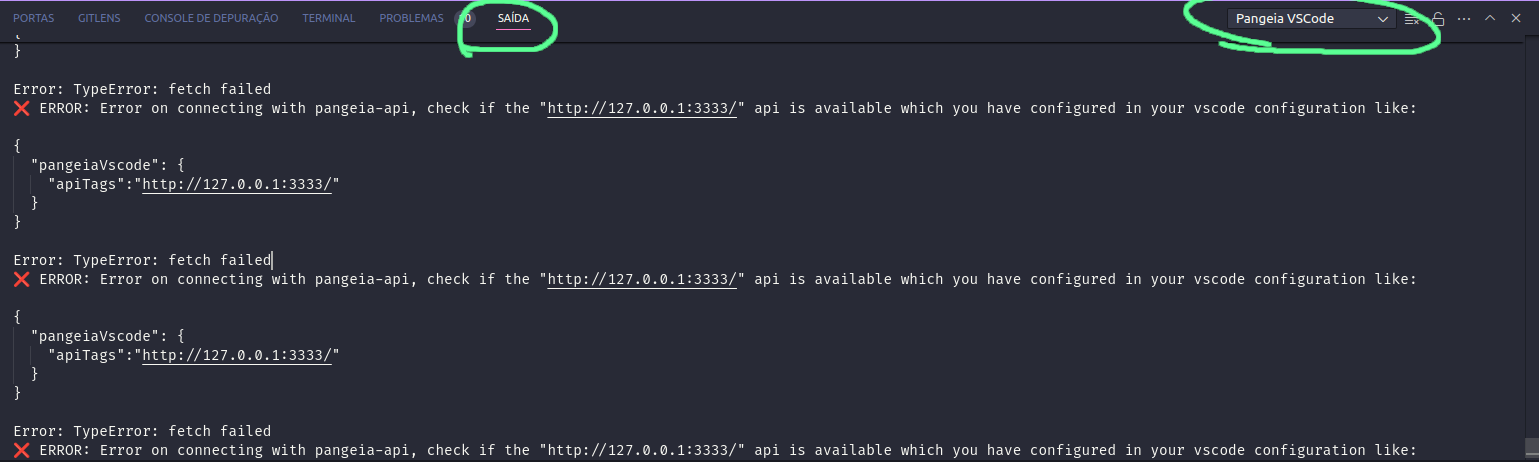 PORTAS GITLENS CONSOLE DE DEPURAÇÃO TERMINAL PROBLEMAS SAÍDA Pangeia VSCode
{
}
Error: TypeError: fetch failed
❌ ERROR: Error on connecting with pangeia-api, check if the "http://127.0.0.1:3333/" api is available which you have configured in your vscode configuration like:
{
"pangeiaVscode": {
"apiTags":"http://127.0.0.1:3333/"
}
}
Error: TypeError: fetch failed
❌ ERROR: Error on connecting with pangeia-api, check if the "http://127.0.0.1:3333/" api is available which you have configured in your vscode configuration like:
{
"pangeiaVscode": {
"apiTags":"http://127.0.0.1:3333/"
}
}
Error: TypeError: fetch failed
❌ ERROR: Error on connecting with pangeia-api, check if the "http://127.0.0.1:3333/" api is available which you have configured in your vscode configuration like: